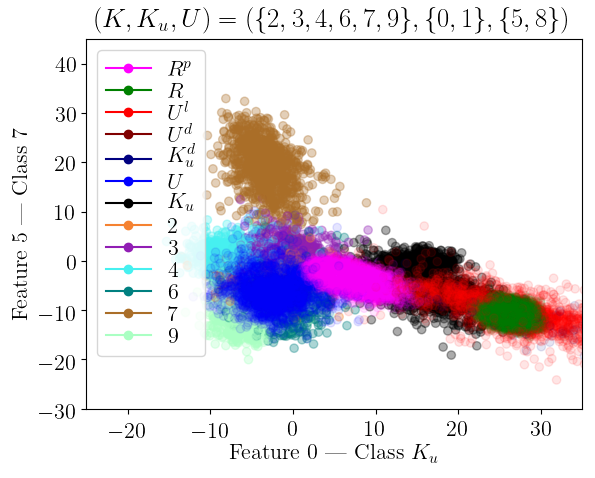 (K, K_u, U) = ({2, 3, 4, 6, 7, 9}, {0, 1}, {5, 8})
Feature 5 — Class 7
40
30
20
10
0
−10
−20
−30
R^p
R
U^l
U^d
K_u^d
U
K_u
2
3
4
6
7
9
−20
−10
0
10
20
30
Feature 0 — Class K_u